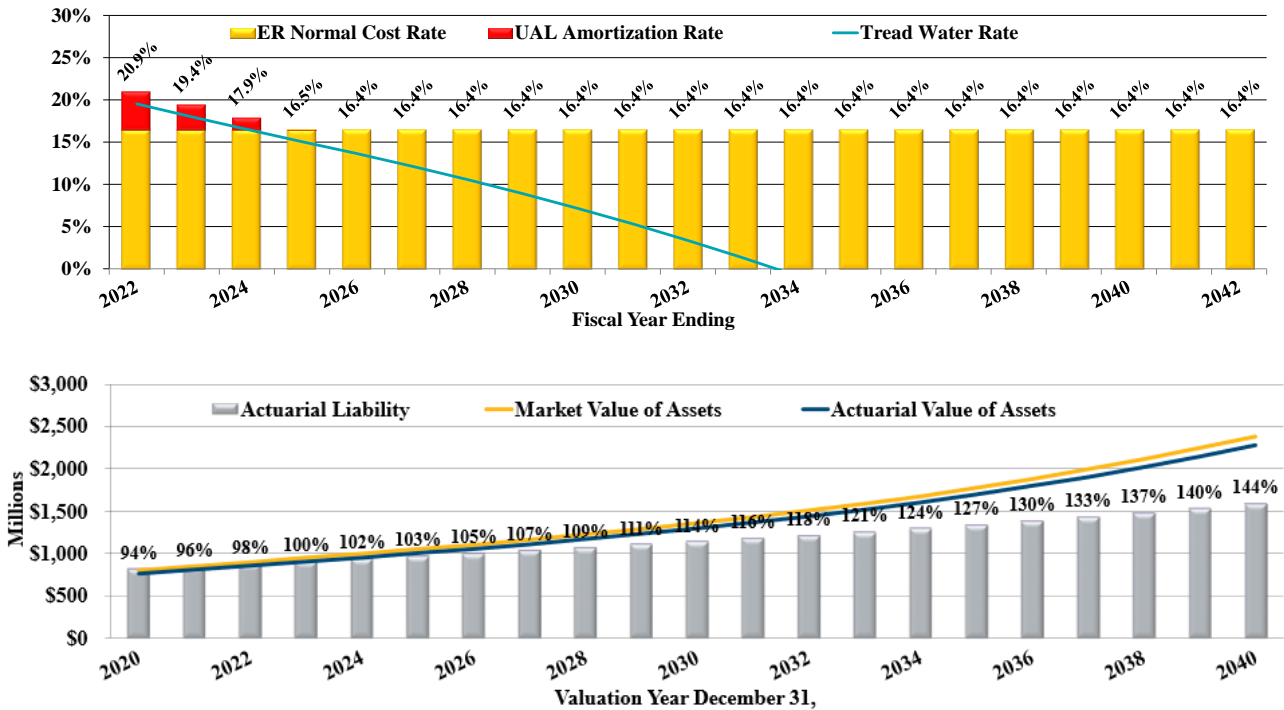 30%
ER Normal Cost Rate UAL Amortization Rate Tread Water Rate
25%
20%
15%
10%
5%
0%
20.9% 19.4% 17.9% 16.5% 16.4% 16.4% 16.4% 16.4% 16.4% 16.4% 16.4% 16.4% 16.4% 16.4% 16.4% 16.4% 16.4% 16.4% 16.4% 16.4% 16.4%
2022 2024 2026 2028 2030 2032 2034 2036 2038 2040 2042
Fiscal Year Ending
$3,000
Actuarial Liability Market Value of Assets Actuarial Value of Assets
$2,500
$2,000
$1,500
$1,000
$500
$0
Millions
94% 96% 98% 100% 102% 103% 105% 107% 109% 111% 114% 116% 118% 121% 124% 127% 130% 133% 137% 140% 144%
2020 2022 2024 2026 2028 2030 2032 2034 2036 2038 2040
Valuation Year December 31,